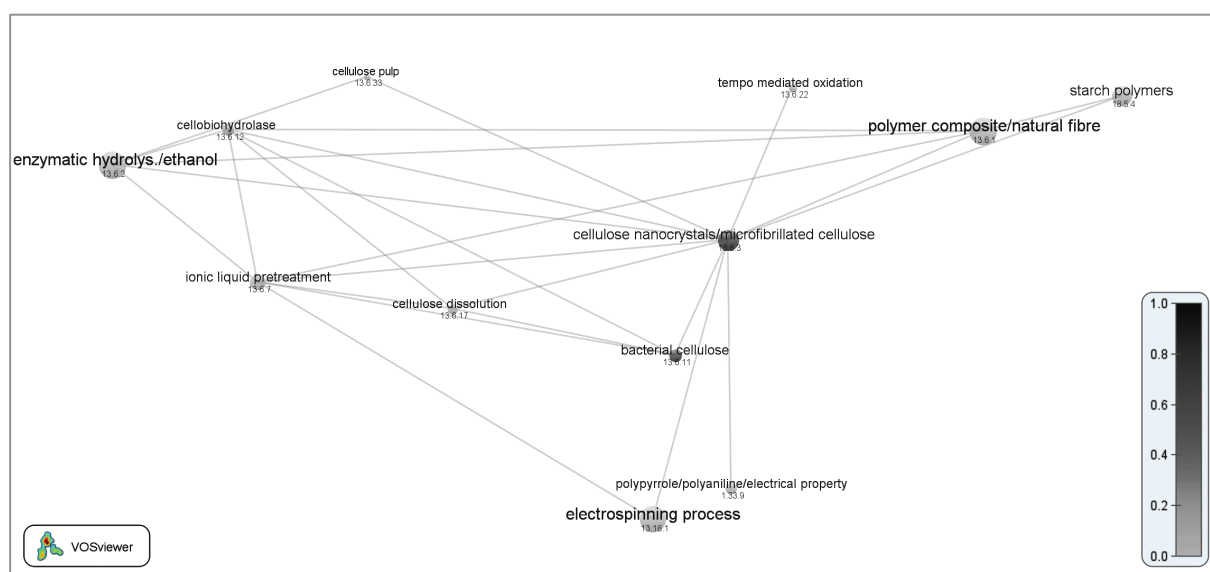 cellulose pulp
13.6.33
tempo mediated oxidation
13.6.22
starch polymers
18.5.4
cellobiohydrolase
13.6.12
polymer composite/natural fibre
13.6.1
enzymatic hydrolys./ethanol
13.6.2
cellulose nanocrystals/microfibrillated cellulose
13.6.3
ionic liquid pretreatment
13.6.7
cellulose dissolution
13.6.17
bacterial cellulose
13.6.11
polypyrrole/polyaniline/electrical property
1.33.9
electrospinning process
13.18.1
1.0
0.8
0.6
0.4
0.2
0.0
VOSviewer